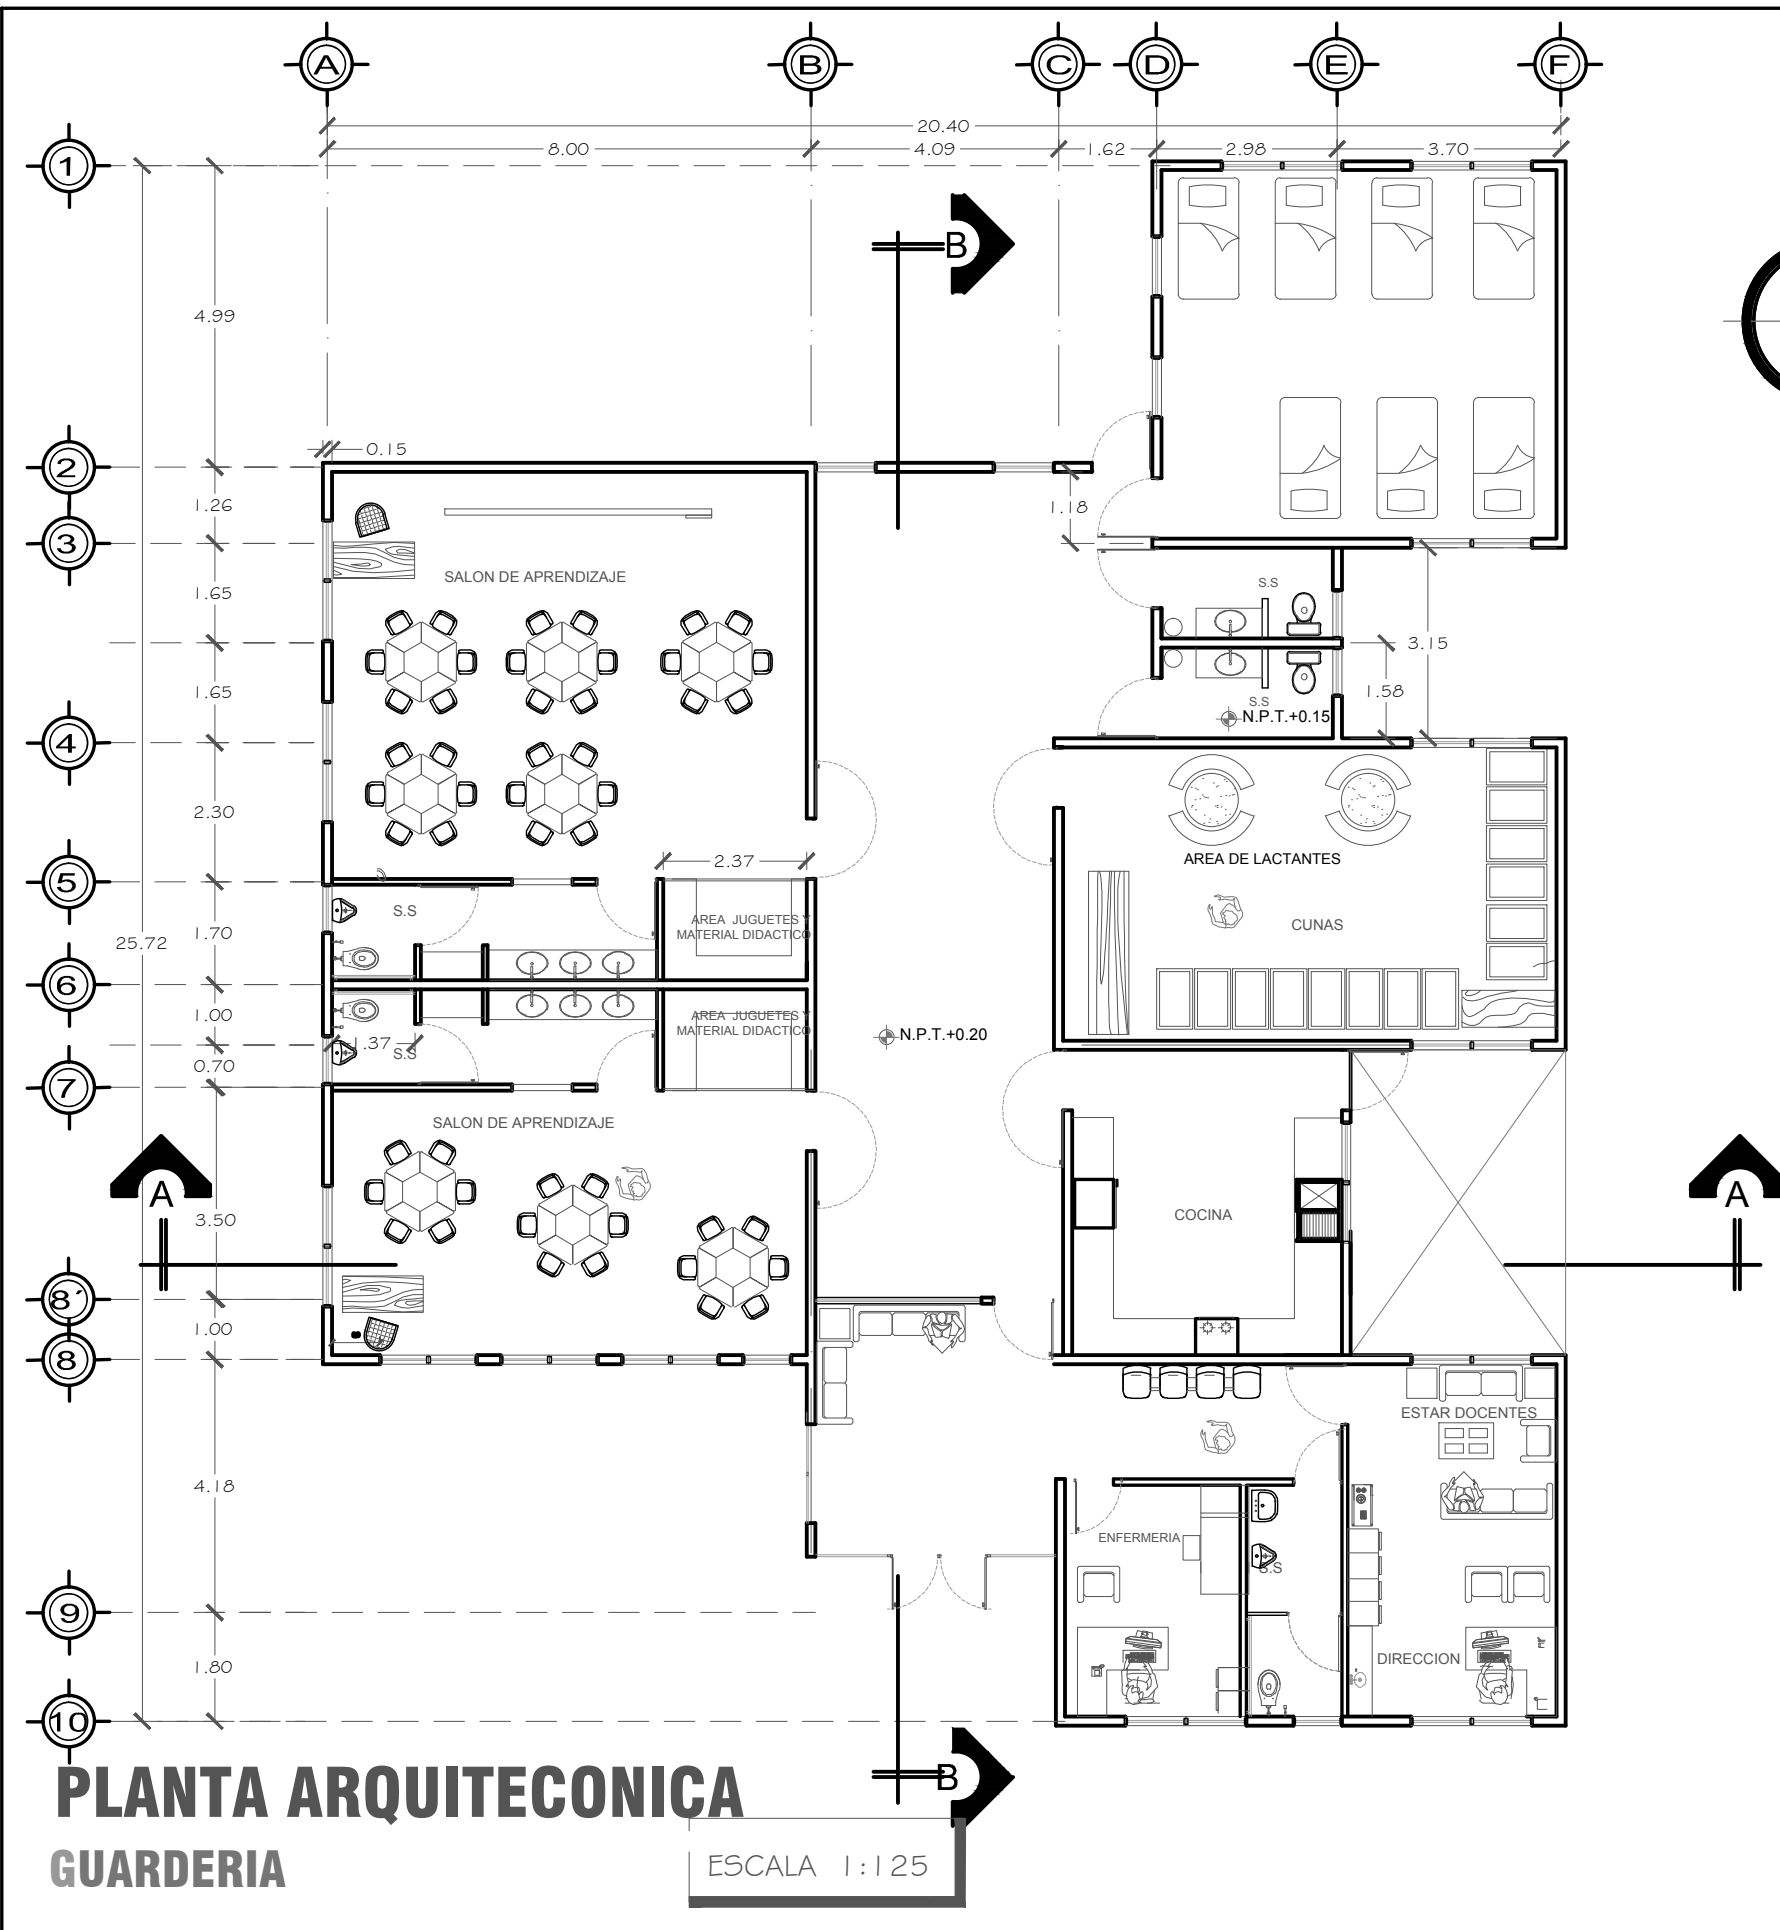 A B C D E F
20.40
8.00 4.09 1.62 2.98 3.70
1
4.99
B
2
0.15
1.26
1.18
3
SALON DE APRENDIZAJE
S.S
1.65
3.15
1.65
1.58
S.S
N.P.T.+0.15
4
2.30
2.37
AREA DE LACTANTES
5
S.S
AREA JUGUETES Y
MATERIAL DIDACTICO
CUNAS
1.70
25.72
6
1.00
AREA JUGUETES Y
MATERIAL DIDACTICO
N.P.T.+0.20
1.37
S.S
0.70
7
SALON DE APRENDIZAJE
A
A
3.50
COCINA
8´
1.00
8
ESTAR DOCENTES
4.18
ENFERMERIA
S.S
9
1.80
DIRECCION
10
B
PLANTA ARQUITECONICA
GUARDERIA
ESCALA 1:125